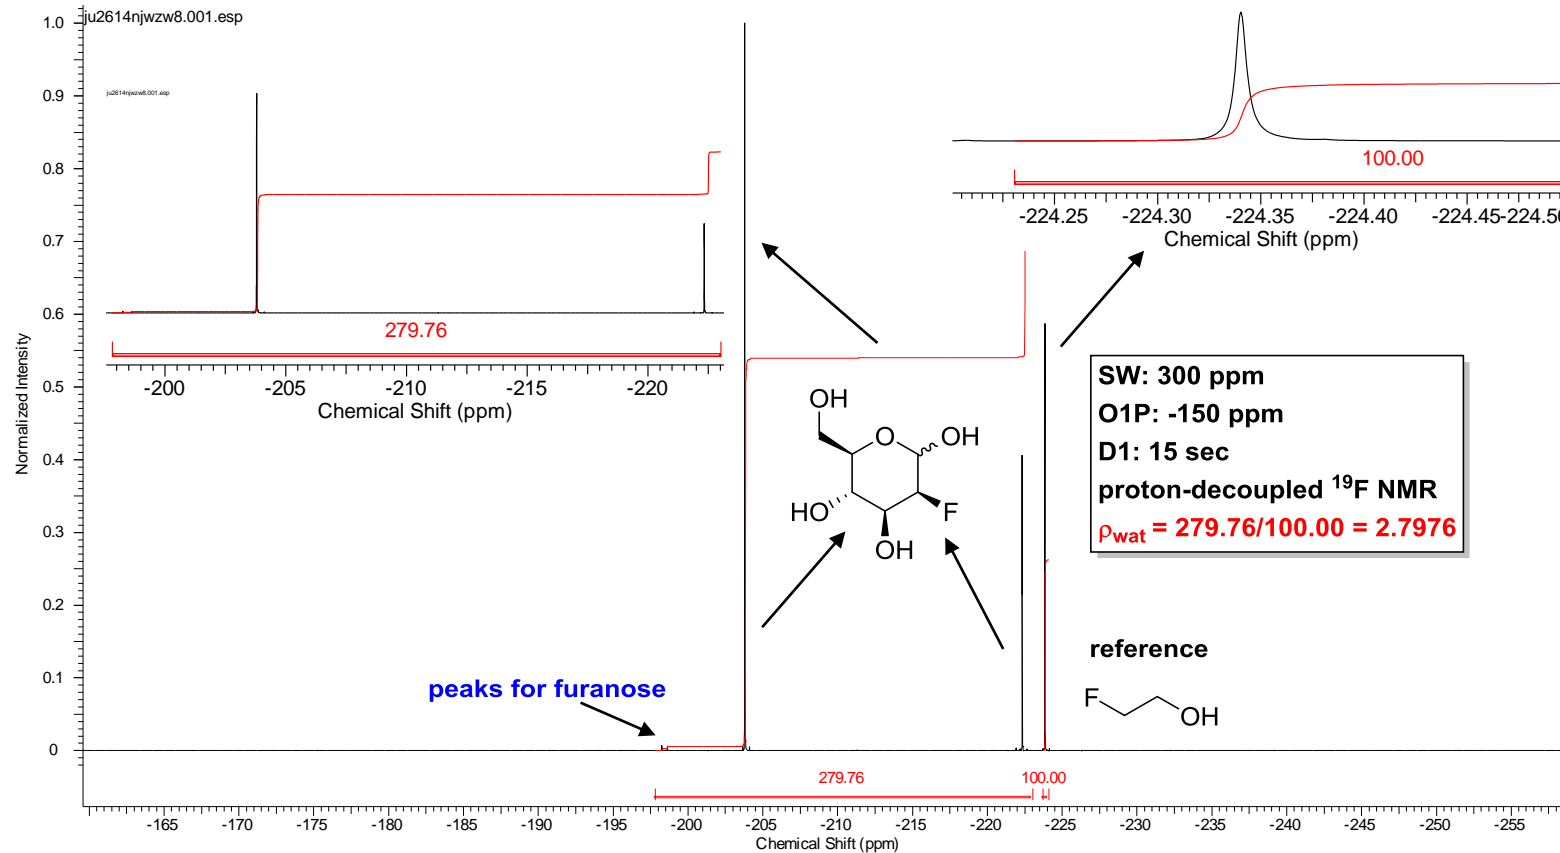 ju2614njwzw8.001.esp
1.0
0.9
0.8
0.7
0.6
0.5
0.4
0.3
0.2
0.1
0
Normalized Intensity
ju2614njwzw8.001.esp
279.76
-200 -205 -210 -215 -220
Chemical Shift (ppm)
100.00
-224.25 -224.30 -224.35 -224.40 -224.45 -224.50
Chemical Shift (ppm)
OH
O
OH
HO
F
OH
SW: 300 ppm
O1P: -150 ppm
D1: 15 sec
proton-decoupled ¹⁹F NMR
ρwat = 279.76/100.00 = 2.7976
reference
F
OH
peaks for furanose
279.76 100.00
-165 -170 -175 -180 -185 -190 -195 -200 -205 -210 -215 -220 -225 -230 -235 -240 -245 -250 -255
Chemical Shift (ppm)